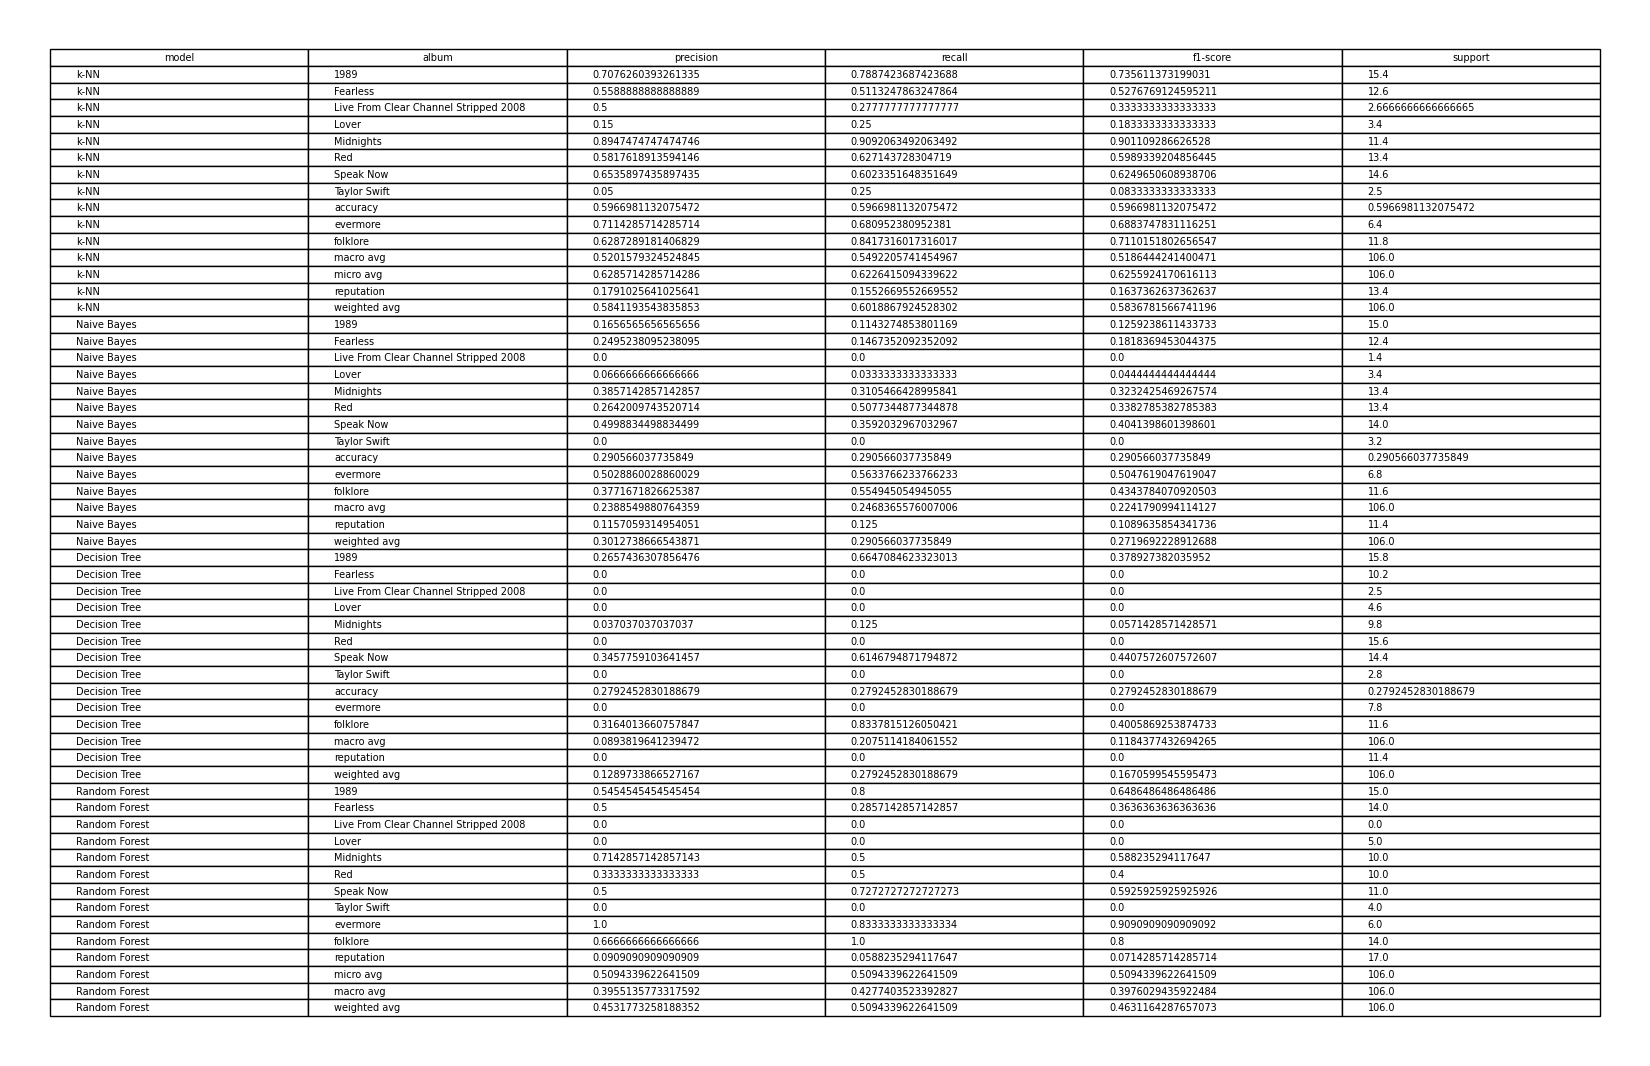 model album precision recall f1-score support
k-NN 1989 0.7076260393261335 0.7887423687423688 0.735611373199031 15.4
k-NN Fearless 0.5588888888888889 0.5113247863247864 0.5276769124595211 12.6
k-NN Live From Clear Channel Stripped 2008 0.5 0.2777777777777777 0.3333333333333333 2.6666666666666665
k-NN Lover 0.15 0.25 0.1833333333333333 3.4
k-NN Midnights 0.8947474747474746 0.9092063492063492 0.901109286626528 11.4
k-NN Red 0.5817618913594146 0.627143728304719 0.5989339204856445 13.4
k-NN Speak Now 0.6535897435897435 0.6023351648351649 0.6249650608938706 14.6
k-NN Taylor Swift 0.05 0.25 0.0833333333333333 2.5
k-NN accuracy 0.5966981132075472 0.5966981132075472 0.5966981132075472 0.5966981132075472
k-NN evermore 0.7114285714285714 0.680952380952381 0.6883747831116251 6.4
k-NN folklore 0.6287289181406829 0.8417316017316017 0.7110151802656547 11.8
k-NN macro avg 0.5201579324524845 0.5492205741454967 0.5186444241400471 106.0
k-NN micro avg 0.6285714285714286 0.6226415094339622 0.6255924170616113 106.0
k-NN reputation 0.1791025641025641 0.1552669552669552 0.1637362637362637 13.4
k-NN weighted avg 0.5841193543835853 0.6018867924528302 0.5836781566741196 106.0
Naive Bayes 1989 0.1656565656565656 0.1143274853801169 0.1259238611433733 15.0
Naive Bayes Fearless 0.2495238095238095 0.1467352092352092 0.1818369453044375 12.4
Naive Bayes Live From Clear Channel Stripped 2008 0.0 0.0 0.0 1.4
Naive Bayes Lover 0.0666666666666666 0.0333333333333333 0.0444444444444444 3.4
Naive Bayes Midnights 0.3857142857142857 0.3105466428995841 0.3232425469267574 13.4
Naive Bayes Red 0.2642009743520714 0.5077344877344878 0.3382785382785383 13.4
Naive Bayes Speak Now 0.4998834498834499 0.3592032967032967 0.4041398601398601 14.0
Naive Bayes Taylor Swift 0.0 0.0 0.0 3.2
Naive Bayes accuracy 0.290566037735849 0.290566037735849 0.290566037735849 0.290566037735849
Naive Bayes evermore 0.5028860028860029 0.5633766233766233 0.5047619047619047 6.8
Naive Bayes folklore 0.3771671826625387 0.554945054945055 0.4343784070920503 11.6
Naive Bayes macro avg 0.2388549880764359 0.2468365576007006 0.2241790994114127 106.0
Naive Bayes reputation 0.1157059314954051 0.125 0.1089635854341736 11.4
Naive Bayes weighted avg 0.3012738666543871 0.290566037735849 0.2719692228912688 106.0
Decision Tree 1989 0.2657436307856476 0.6647084623323013 0.378927382035952 15.8
Decision Tree Fearless 0.0 0.0 0.0 10.2
Decision Tree Live From Clear Channel Stripped 2008 0.0 0.0 0.0 2.5
Decision Tree Lover 0.0 0.0 0.0 4.6
Decision Tree Midnights 0.037037037037037 0.125 0.0571428571428571 9.8
Decision Tree Red 0.0 0.0 0.0 15.6
Decision Tree Speak Now 0.3457759103641457 0.6146794871794872 0.4407572607572607 14.4
Decision Tree Taylor Swift 0.0 0.0 0.0 2.8
Decision Tree accuracy 0.2792452830188679 0.2792452830188679 0.2792452830188679 0.2792452830188679
Decision Tree evermore 0.0 0.0 0.0 7.8
Decision Tree folklore 0.3164013660757847 0.8337815126050421 0.4005869253874733 11.6
Decision Tree macro avg 0.0893819641239472 0.2075114184061552 0.1184377432694265 106.0
Decision Tree reputation 0.0 0.0 0.0 11.4
Decision Tree weighted avg 0.1289733866527167 0.2792452830188679 0.1670599545595473 106.0
Random Forest 1989 0.5454545454545454 0.8 0.6486486486486486 15.0
Random Forest Fearless 0.5 0.2857142857142857 0.3636363636363636 14.0
Random Forest Live From Clear Channel Stripped 2008 0.0 0.0 0.0 0.0
Random Forest Lover 0.0 0.0 0.0 5.0
Random Forest Midnights 0.7142857142857143 0.5 0.588235294117647 10.0
Random Forest Red 0.3333333333333333 0.5 0.4 10.0
Random Forest Speak Now 0.5 0.7272727272727273 0.5925925925925926 11.0
Random Forest Taylor Swift 0.0 0.0 0.0 4.0
Random Forest evermore 1.0 0.8333333333333334 0.9090909090909092 6.0
Random Forest folklore 0.6666666666666666 1.0 0.8 14.0
Random Forest reputation 0.0909090909090909 0.0588235294117647 0.0714285714285714 17.0
Random Forest micro avg 0.5094339622641509 0.5094339622641509 0.5094339622641509 106.0
Random Forest macro avg 0.3955135773317592 0.4277403523392827 0.3976029435922484 106.0
Random Forest weighted avg 0.4531773258188352 0.5094339622641509 0.4631164287657073 106.0